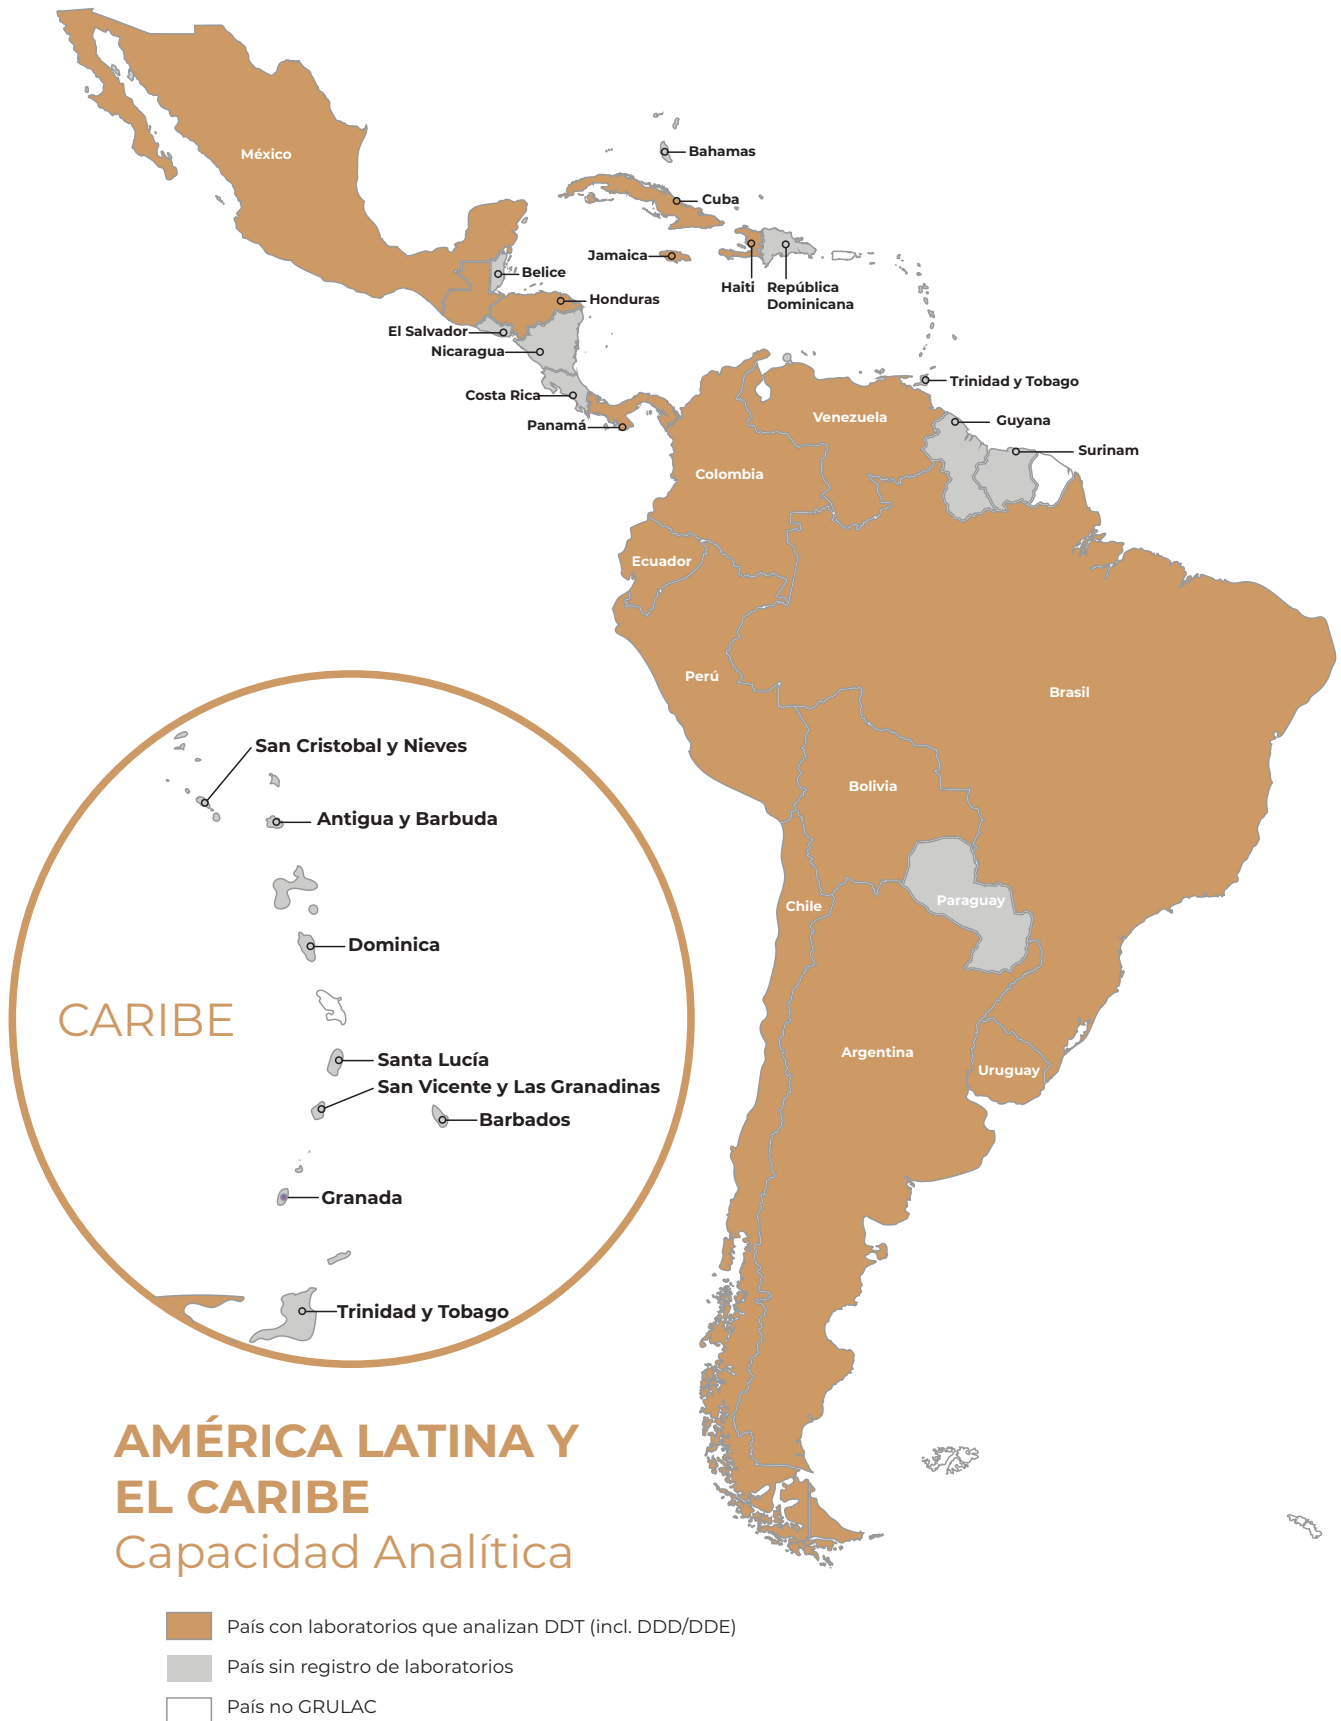 México
Bahamas
Cuba
Jamaica
Haiti
República
Dominicana
Belice
Honduras
El Salvador
Nicaragua
Costa Rica
Panamá
Trinidad y Tobago
Guyana
Surinam
Venezuela
Colombia
Ecuador
Perú
Brasil
Bolivia
Paraguay
Chile
Argentina
Uruguay
San Cristobal y Nieves
Antigua y Barbuda
Dominica
CARIBE
Santa Lucía
San Vicente y Las Granadinas
Barbados
Granada
Trinidad y Tobago
AMÉRICA LATINA Y
EL CARIBE
Capacidad Analítica
País con laboratorios que analizan DDT (incl. DDD/DDE)
País sin registro de laboratorios
País no GRULAC